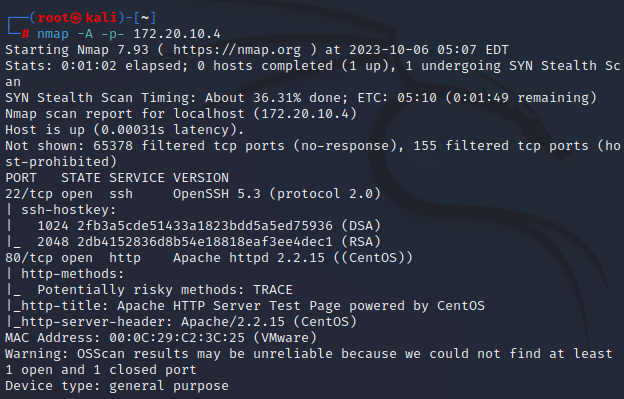 ┌──(root㉿kali)-[~]
└─# nmap -A -p- 172.20.10.4
Starting Nmap 7.93 ( https://nmap.org ) at 2023-10-06 05:07 EDT
Stats: 0:01:02 elapsed; 0 hosts completed (1 up), 1 undergoing SYN Stealth Sc
an
SYN Stealth Scan Timing: About 36.31% done; ETC: 05:10 (0:01:49 remaining)
Nmap scan report for localhost (172.20.10.4)
Host is up (0.00031s latency).
Not shown: 65378 filtered tcp ports (no-response), 155 filtered tcp ports (ho
st-prohibited)
PORT   STATE SERVICE VERSION
22/tcp open  ssh     OpenSSH 5.3 (protocol 2.0)
| ssh-hostkey:
|   1024 2fb3a5cde51433a1823bdd5a5ed75936 (DSA)
|_  2048 2db4152836d8b54e18818eaf3ee4dec1 (RSA)
80/tcp open  http    Apache httpd 2.2.15 ((CentOS))
| http-methods:
|_  Potentially risky methods: TRACE
|_http-title: Apache HTTP Server Test Page powered by CentOS
|_http-server-header: Apache/2.2.15 (CentOS)
MAC Address: 00:0C:29:C2:3C:25 (VMware)
Warning: OSScan results may be unreliable because we could not find at least
1 open and 1 closed port
Device type: general purpose